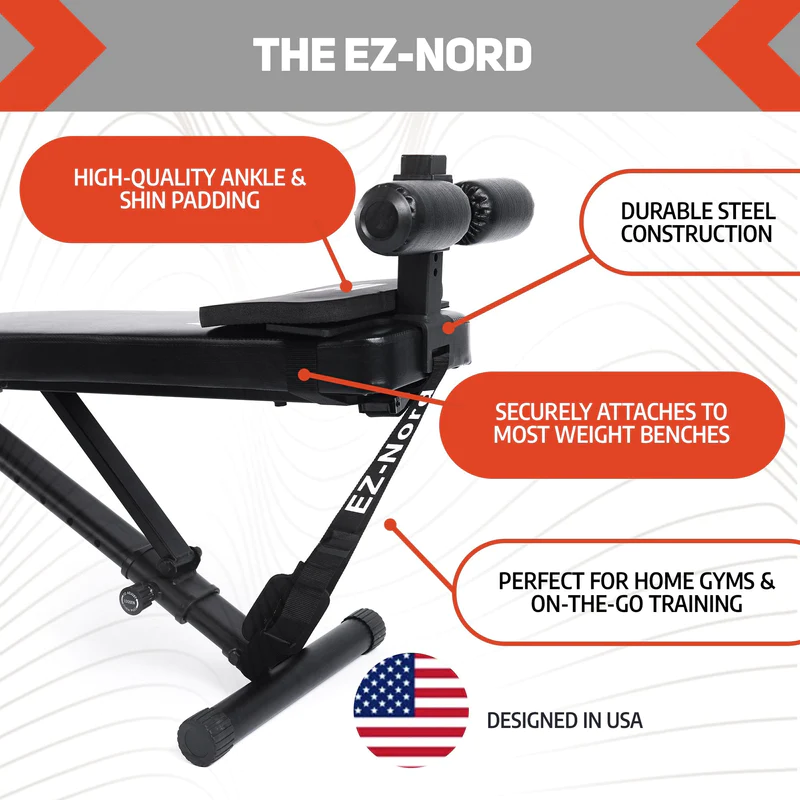 THE EZ-NORD
HIGH-QUALITY ANKLE &
SHIN PADDING
DURABLE STEEL
CONSTRUCTION
SECURELY ATTACHES TO
MOST WEIGHT BENCHES
EZ-Nord
PERFECT FOR HOME GYMS &
ON-THE-GO TRAINING
DESIGNED IN USA